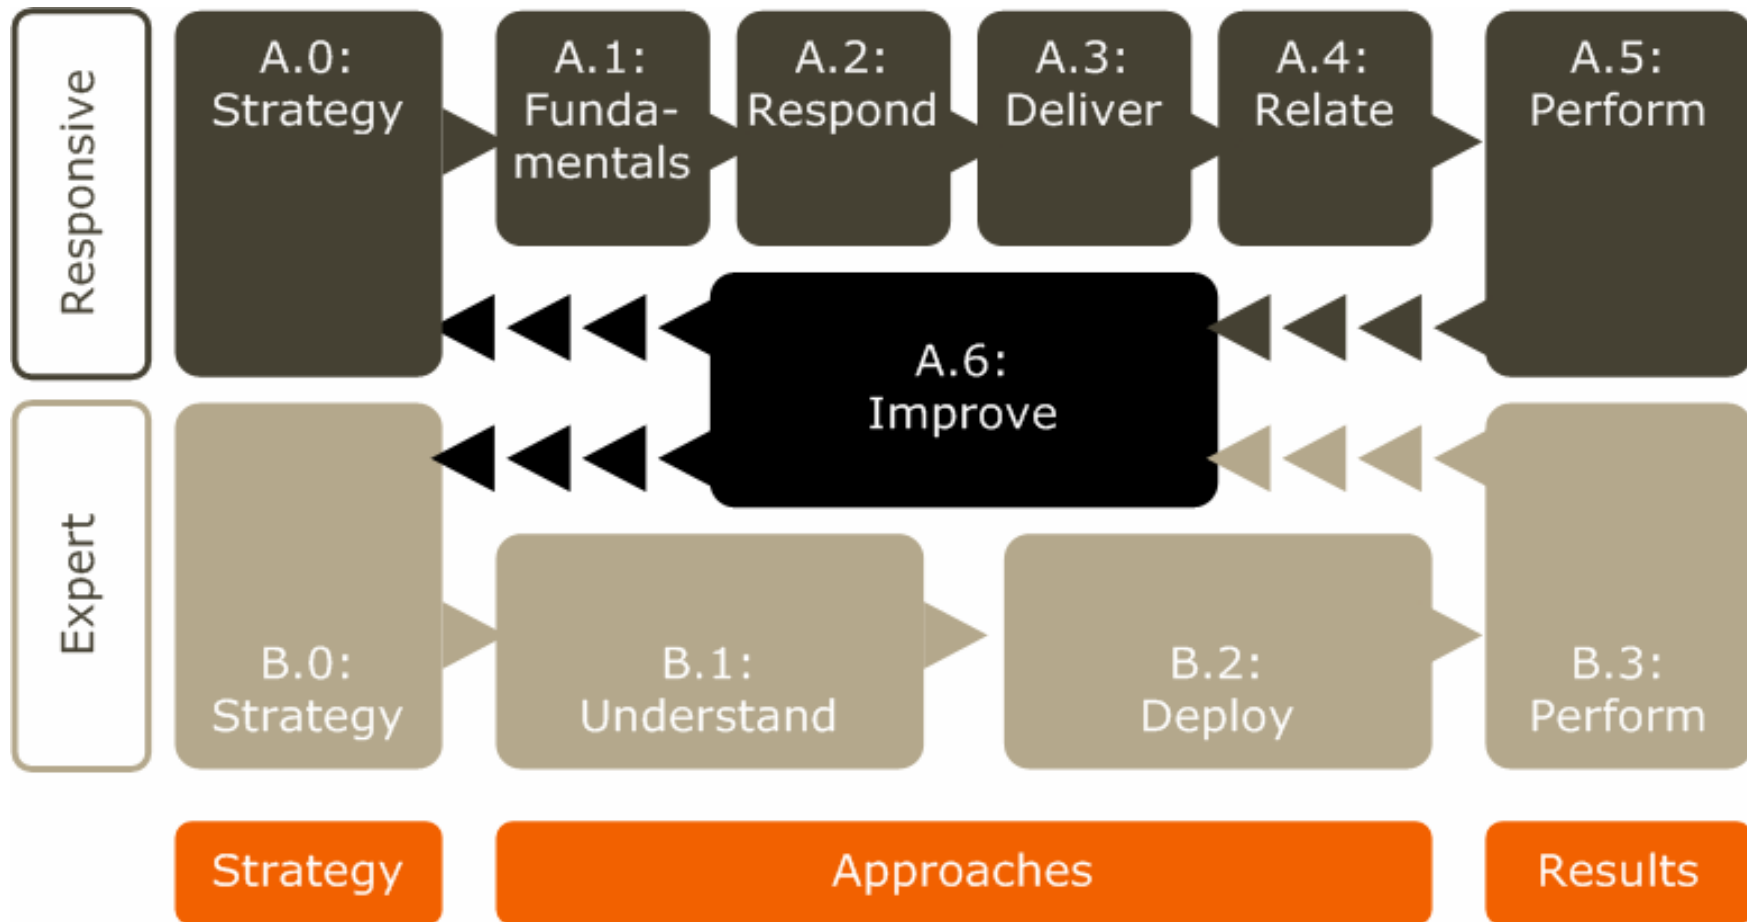 Responsive
A.0:
Strategy
A.1:
Funda-
mentals
A.2:
Respond
A.3:
Deliver
A.4:
Relate
A.5:
Perform
A.6:
Improve
Expert
B.0:
Strategy
B.1:
Understand
B.2:
Deploy
B.3:
Perform
Strategy
Approaches
Results